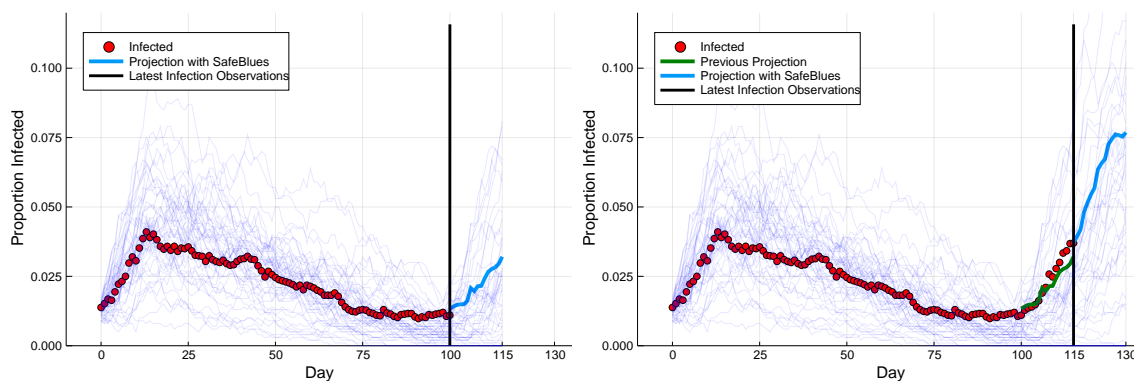 Infected
Projection with SafeBlues
Latest Infection Observations
0.100
0.075
0.050
0.025
0.000
Proportion Infected
0
25
50
75
100
115
130
Day
Infected
Previous Projection
Projection with SafeBlues
Latest Infection Observations
0.100
0.075
0.050
0.025
0.000
Proportion Infected
0
25
50
75
100
115
130
Day